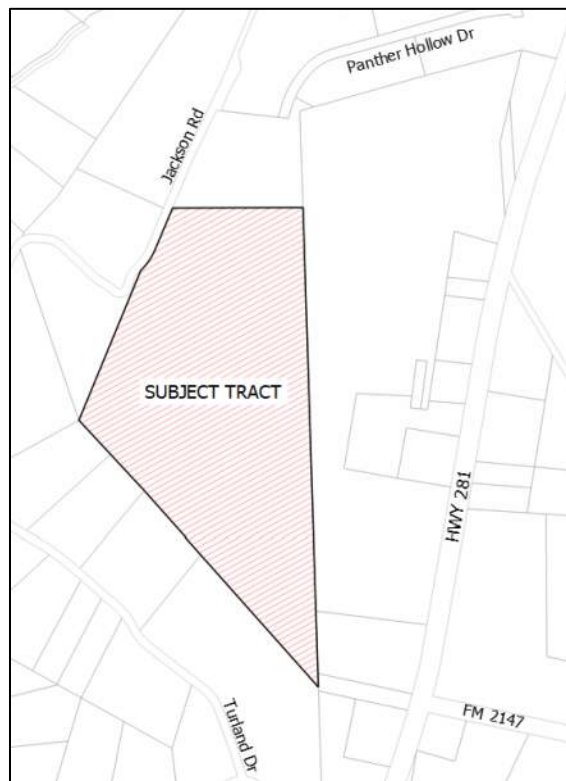 Panther Hollow Dr
Jackson Rd
SUBJECT TRACT
HWY 281
FM 2147
Turland Dr